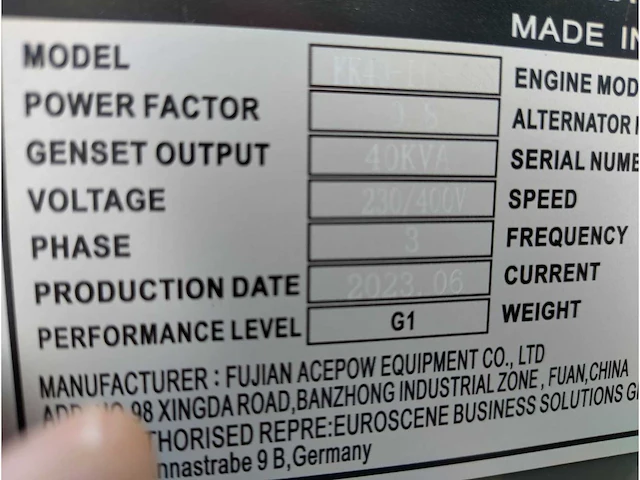 MADE IN
MODEL
POWER FACTOR
GENSET OUTPUT 40KVA
VOLTAGE 230/400V
PHASE 3
PRODUCTION DATE 2023.06
PERFORMANCE LEVEL G1
ENGINE MOD
ALTERNATOR
SERIAL NUMB
SPEED
FREQUENCY
CURRENT
WEIGHT
MANUFACTURER : FUJIAN ACEPOW EQUIPMENT CO., LTD
98 XINGDA ROAD,BANZHONG INDUSTRIAL ZONE , FUAN,CHINA
THORISED REPRE:EUROSCENE BUSINESS SOLUTIONS G
nnastrabe 9 B,Germany